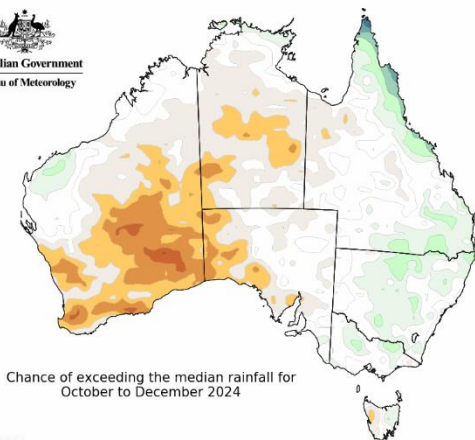 lian Government
u of Meteorology
Chance of exceeding the median rainfall for
October to December 2024